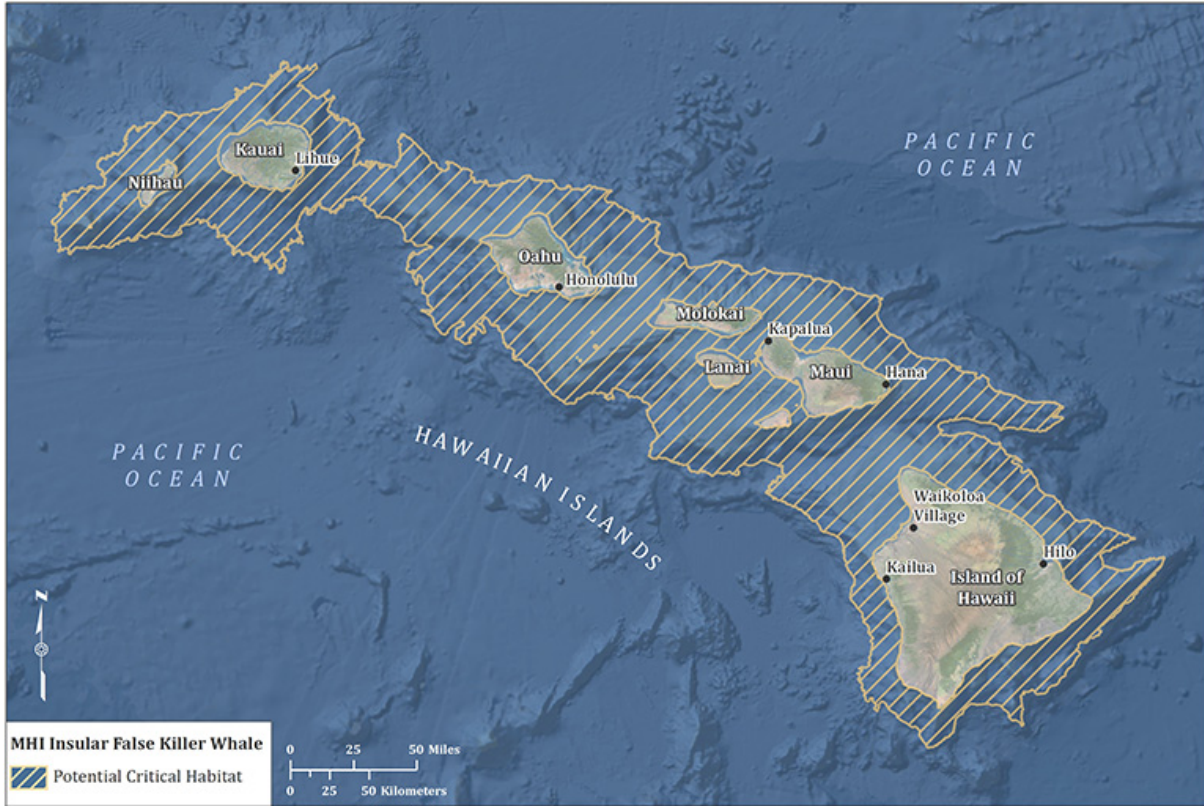 PACIFIC
OCEAN
Kauai
Lihue
Niihau
Oahu
Honolulu
Molokai
Kapalua
Lanai
Maui
Hana
HAWAIIAN ISLANDS
PACIFIC
OCEAN
Waikoloa
Village
Hilo
Kailua
Island of
Hawaii
N
MHI Insular False Killer Whale
Potential Critical Habitat
0 25 50 Miles
0 25 50 Kilometers